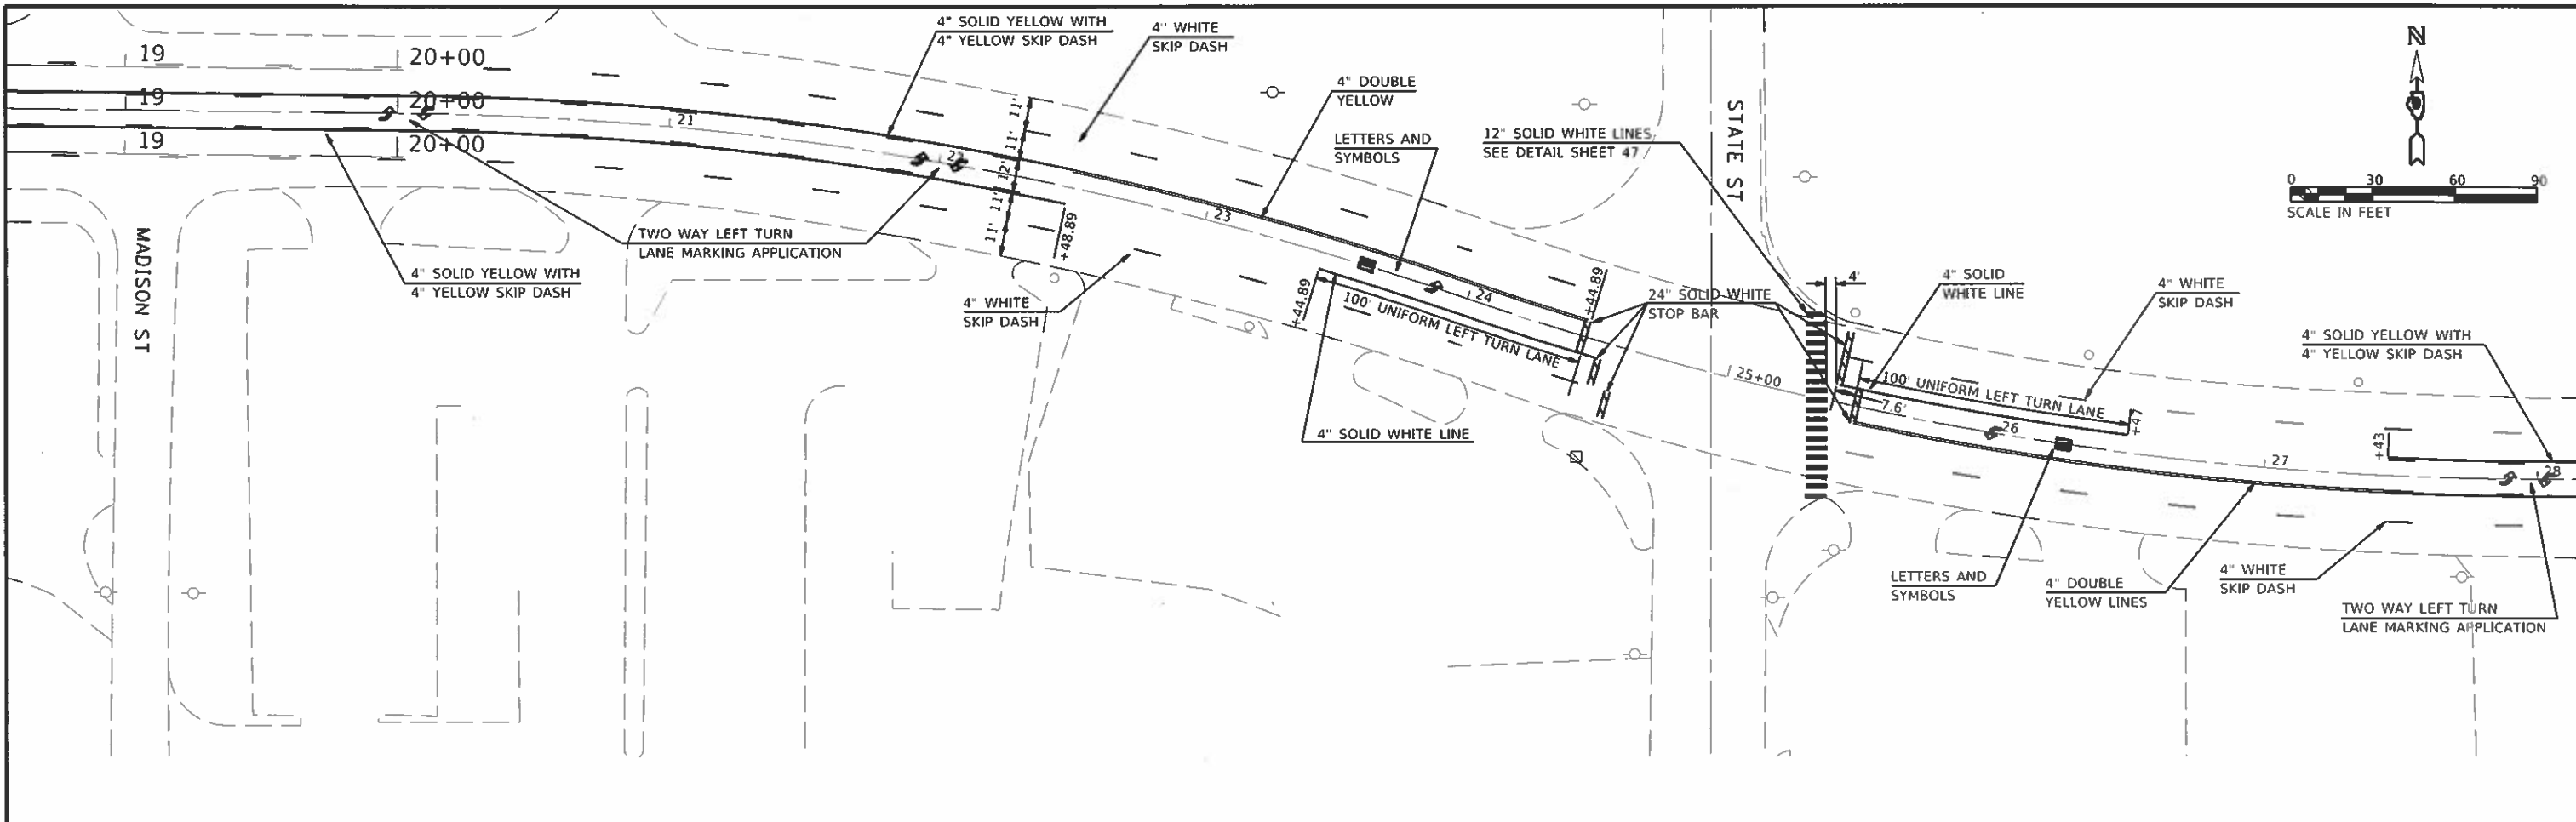 19
20+00
19
20+00
19
20+00
21
22
23
24
25+00
26
27
28
4" SOLID YELLOW WITH
4" YELLOW SKIP DASH
4" WHITE
SKIP DASH
4" DOUBLE
YELLOW
LETTERS AND
SYMBOLS
12" SOLID WHITE LINES,
SEE DETAIL SHEET 47
STATE ST
N
0 30 60 90
SCALE IN FEET
MADISON ST
4" SOLID YELLOW WITH
4" YELLOW SKIP DASH
TWO WAY LEFT TURN
LANE MARKING APPLICATION
11'
11'
12'
11'
11'
+48.89
4" WHITE
SKIP DASH
+44.89
100' UNIFORM LEFT TURN LANE
+44.89
4" SOLID WHITE LINE
24" SOLID WHITE
STOP BAR
4'
4" SOLID
WHITE LINE
4" WHITE
SKIP DASH
100' UNIFORM LEFT TURN LANE
7.6'
+47
4" SOLID YELLOW WITH
4" YELLOW SKIP DASH
+43
LETTERS AND
SYMBOLS
4" DOUBLE
YELLOW LINES
4" WHITE
SKIP DASH
TWO WAY LEFT TURN
LANE MARKING APPLICATION